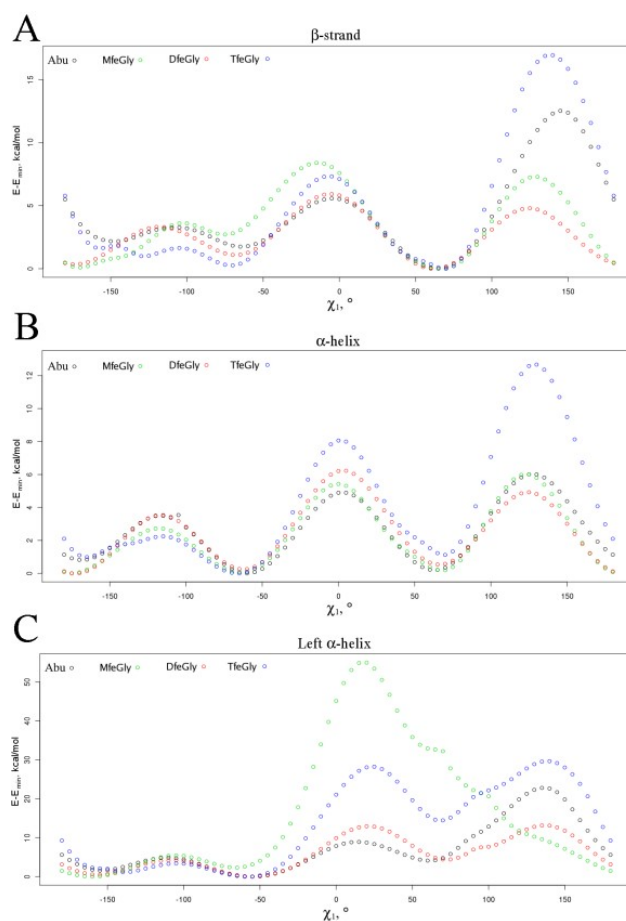 A
β-strand
Abu MfeGly DfeGly TfeGly
15
10
5
0
E-Emin, kcal/mol
-150 -100 -50 0 50 100 150
χ1, °
B
α-helix
Abu MfeGly DfeGly TfeGly
12
10
8
6
4
2
0
E-Emin, kcal/mol
-150 -100 -50 0 50 100 150
χ1, °
C
Left α-helix
Abu MfeGly DfeGly TfeGly
50
40
30
20
10
0
E-Emin, kcal/mol
-150 -100 -50 0 50 100 150
χ1, °